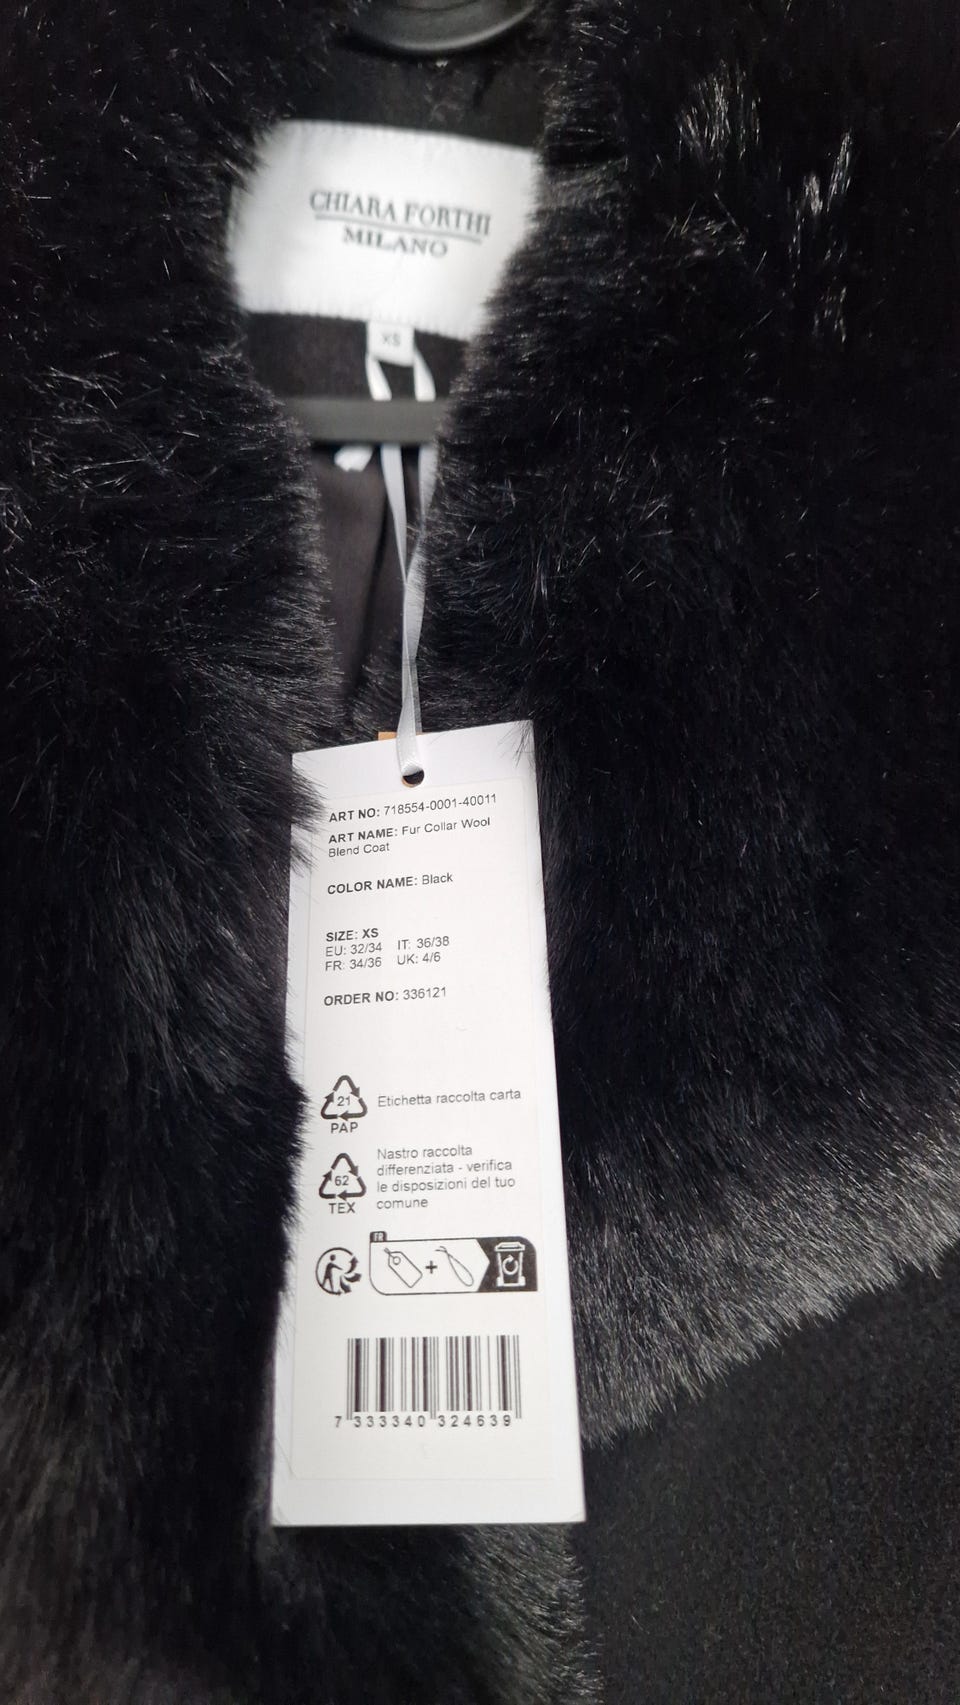 CHIARA FORTHI
MILANO
XS
ART NO: 718554-0001-40011
ART NAME: Fur Collar Wool
Blend Coat
COLOR NAME: Black
SIZE: XS
EU: 32/34 IT: 36/38
FR: 34/36 UK: 4/6
ORDER NO: 336121
21
PAP
Etichetta raccolta carta
62
TEX
Nastro raccolta
differenziata - verifica
le disposizioni del tuo
comune
FR
+
7 333340 324639